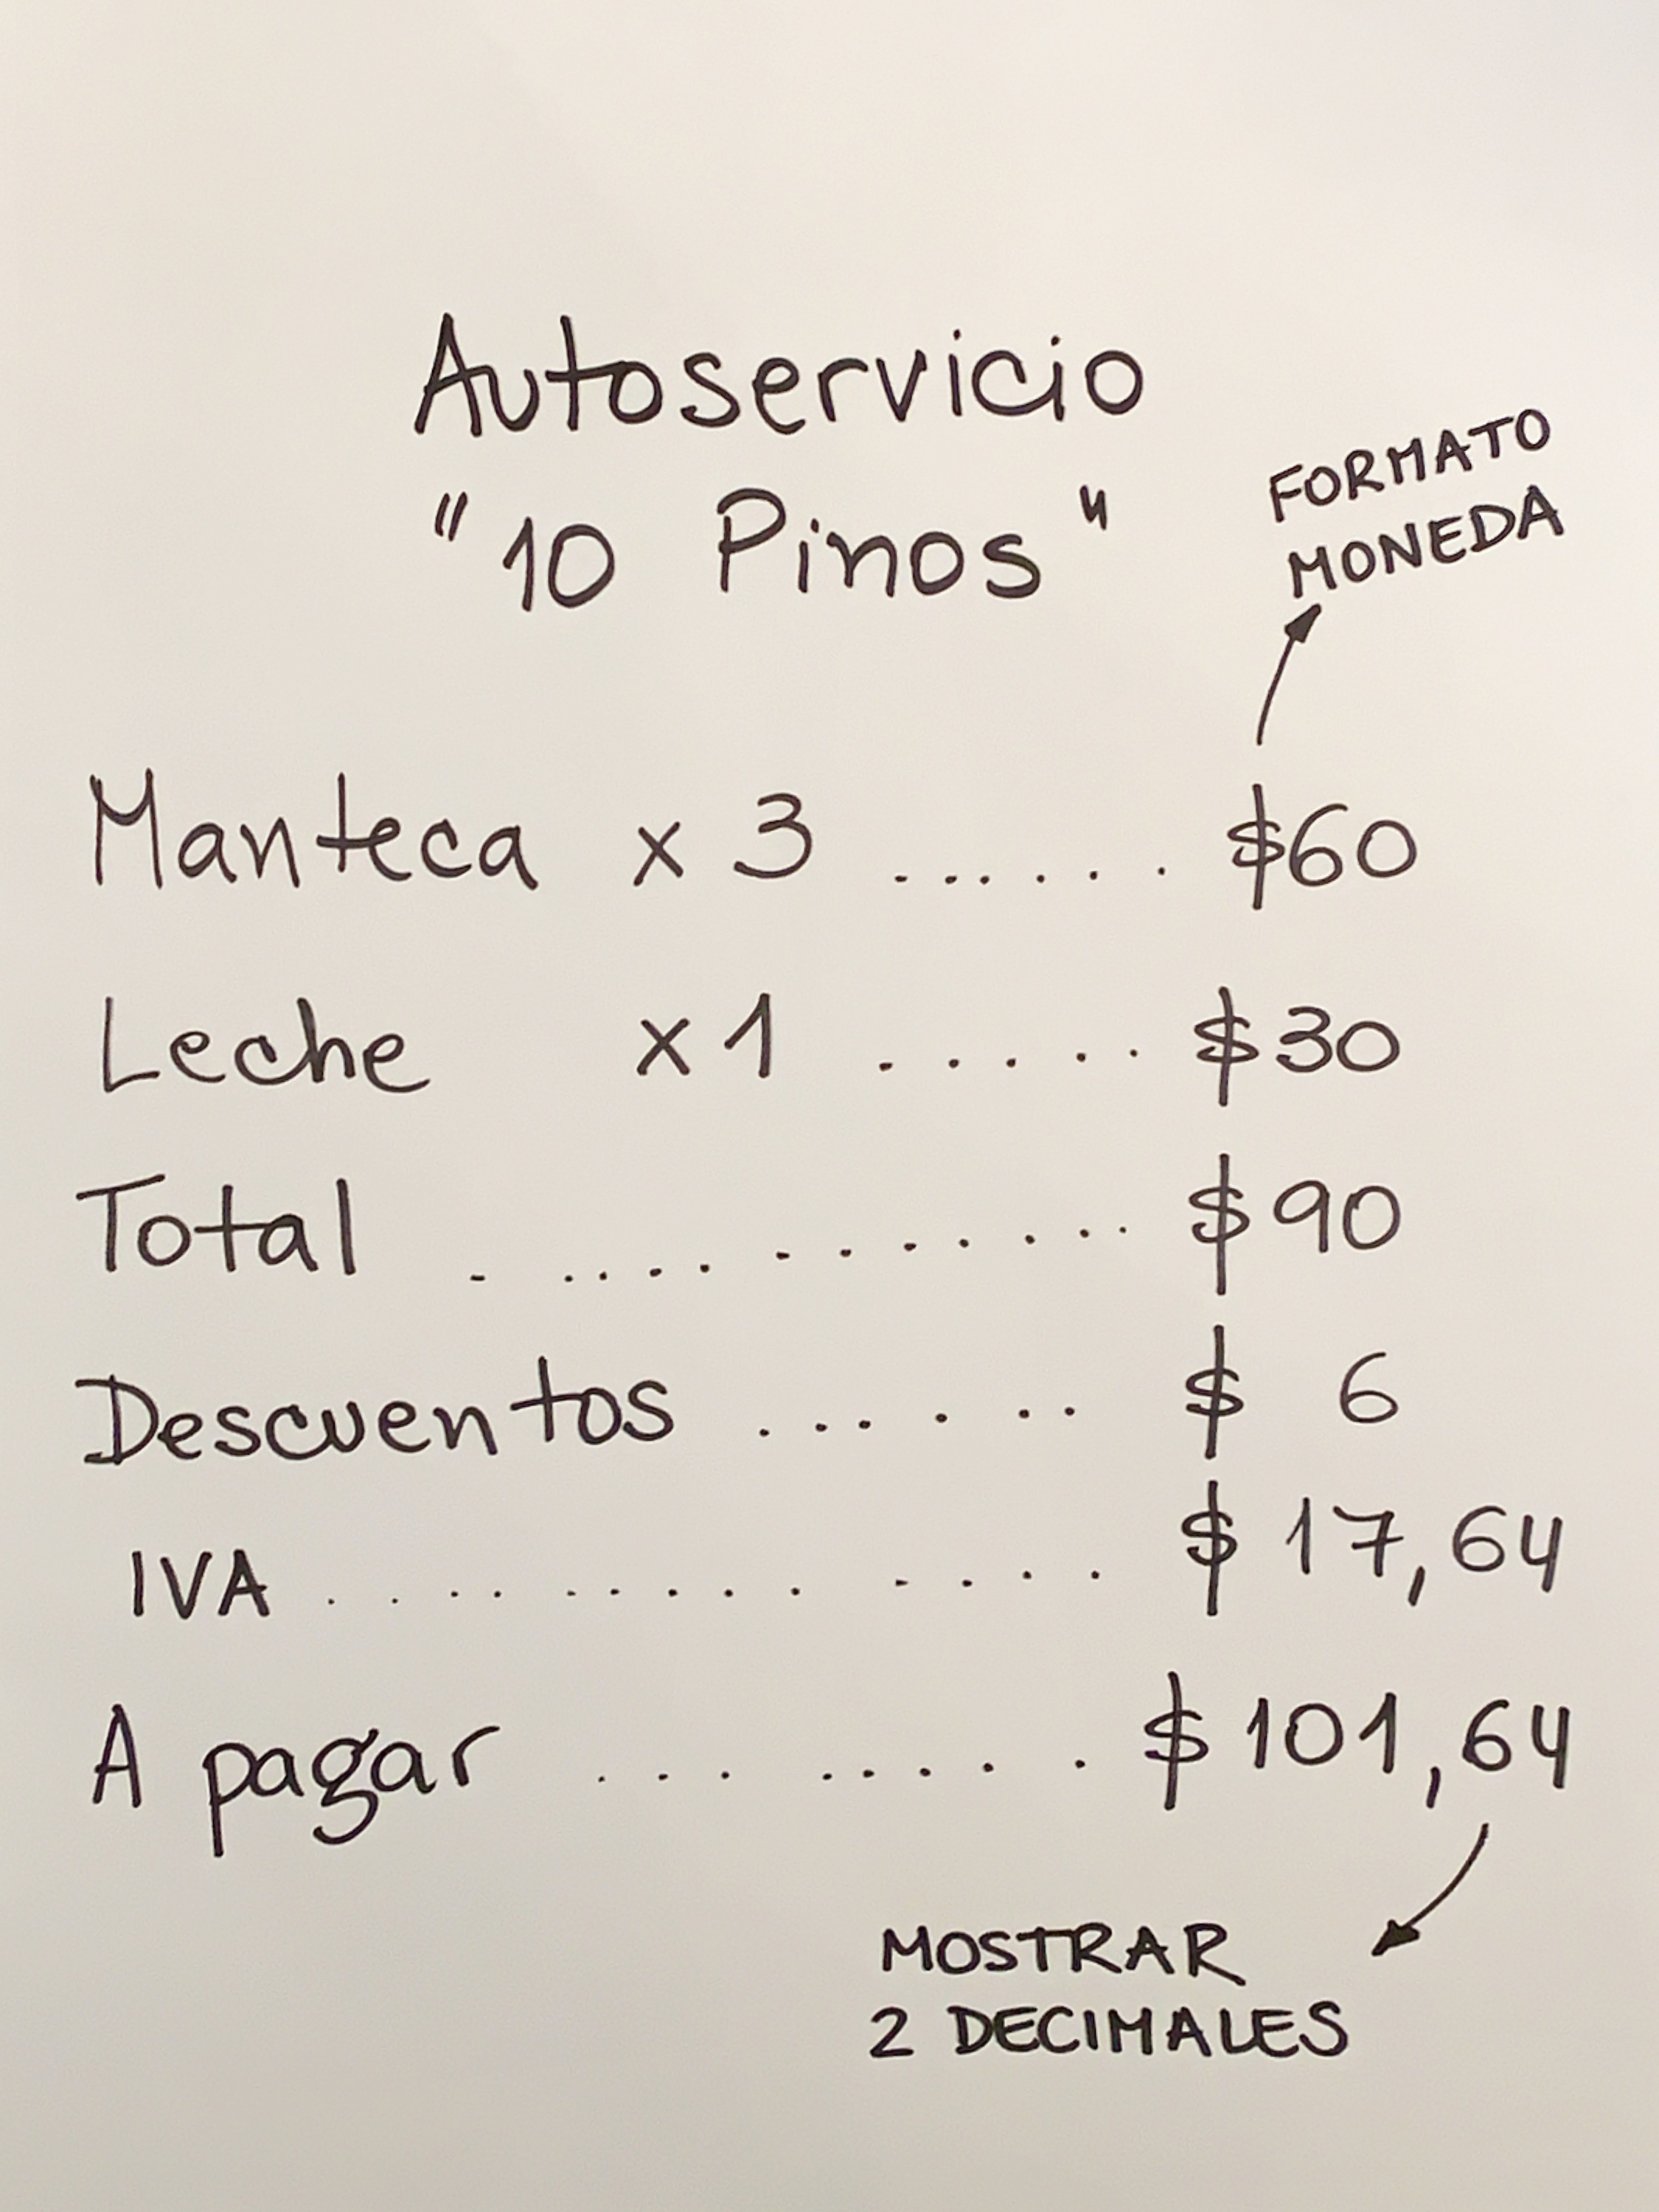 Autoservicio
"10 Pinos"
FORMATO
MONEDA
Manteca x 3 ...... $60
Leche x 1 ..... $30
Total ........... $90
Descuentos ....... $ 6
IVA ............. $ 17,64
A pagar ........ $ 101,64
MOSTRAR
2 DECIMALES